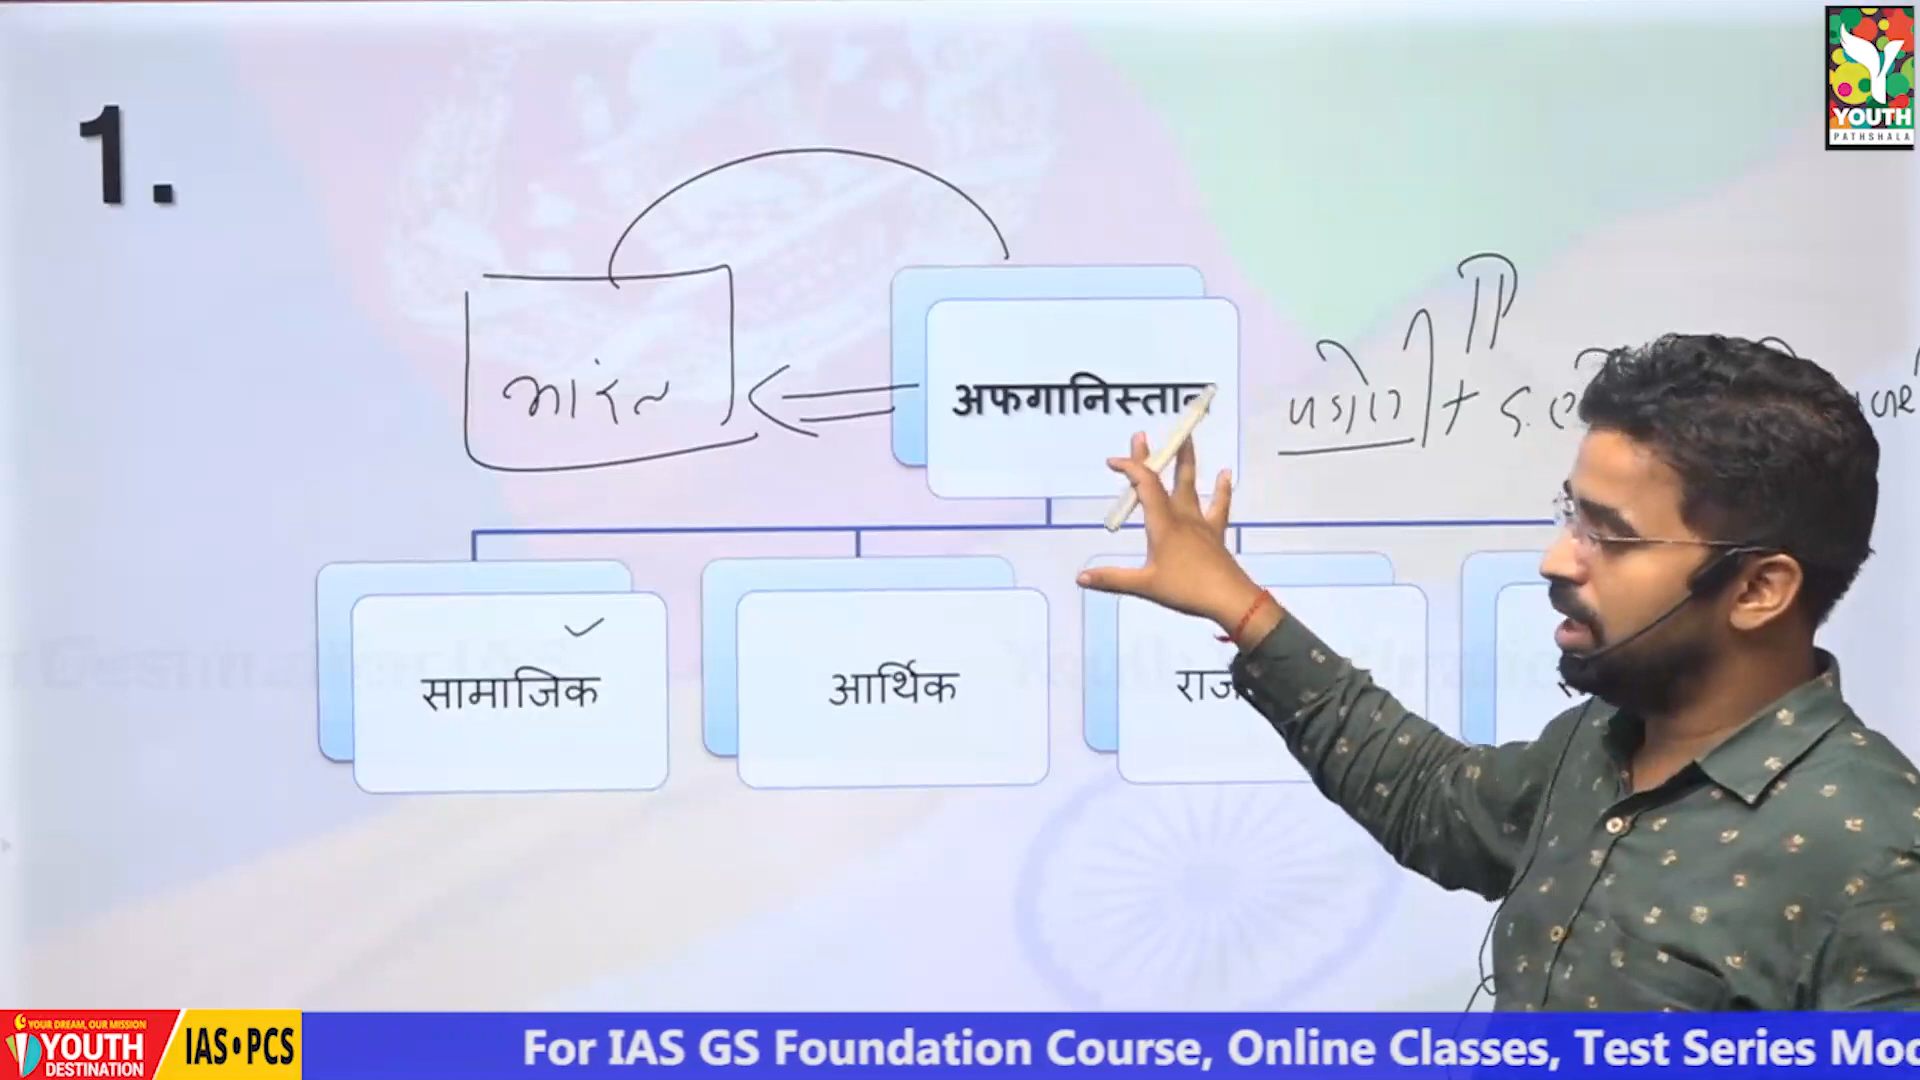 1.
YOUTH
PATHSHALA
भारत
अफगानिस्तान
पड़ोस +
सामाजिक
आर्थिक
YOUR DREAM, OUR MISSION
YOUTH
DESTINATION
IAS•PCS
For IAS GS Foundation Course, Online Classes, Test Series